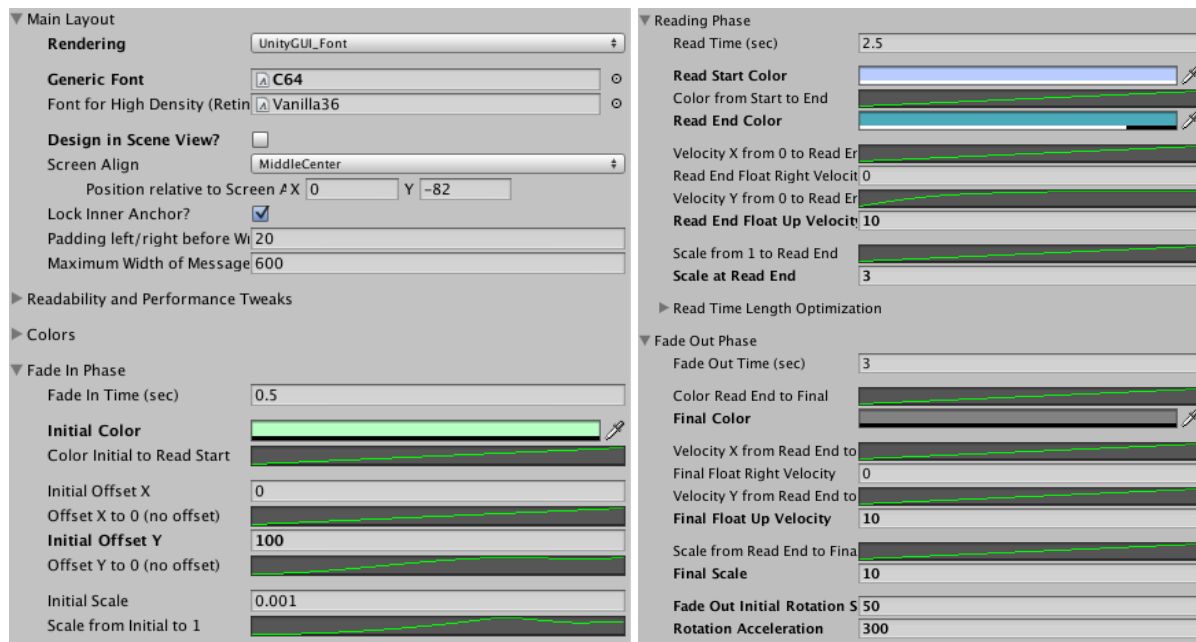 Main Layout
Rendering UnityGUI_Font
Generic Font C64
Font for High Density (Retin Vanilla36
Design in Scene View?
Screen Align MiddleCenter
Position relative to Screen A X 0 Y -82
Lock Inner Anchor?
Padding left/right before W 20
Maximum Width of Message 600
Readability and Performance Tweaks
Colors
Fade In Phase
Fade In Time (sec) 0.5
Initial Color
Color Initial to Read Start
Initial Offset X 0
Offset X to 0 (no offset)
Initial Offset Y 100
Offset Y to 0 (no offset)
Initial Scale 0.001
Scale from Initial to 1
Reading Phase
Read Time (sec) 2.5
Read Start Color
Color from Start to End
Read End Color
Velocity X from 0 to Read Er
Read End Float Right Velocit 0
Velocity Y from 0 to Read Er
Read End Float Up Velocity 10
Scale from 1 to Read End
Scale at Read End 3
Read Time Length Optimization
Fade Out Phase
Fade Out Time (sec) 3
Color Read End to Final
Final Color
Velocity X from Read End to
Final Float Right Velocity 0
Velocity Y from Read End to
Final Float Up Velocity 10
Scale from Read End to Fina
Final Scale 10
Fade Out Initial Rotation S 50
Rotation Acceleration 300